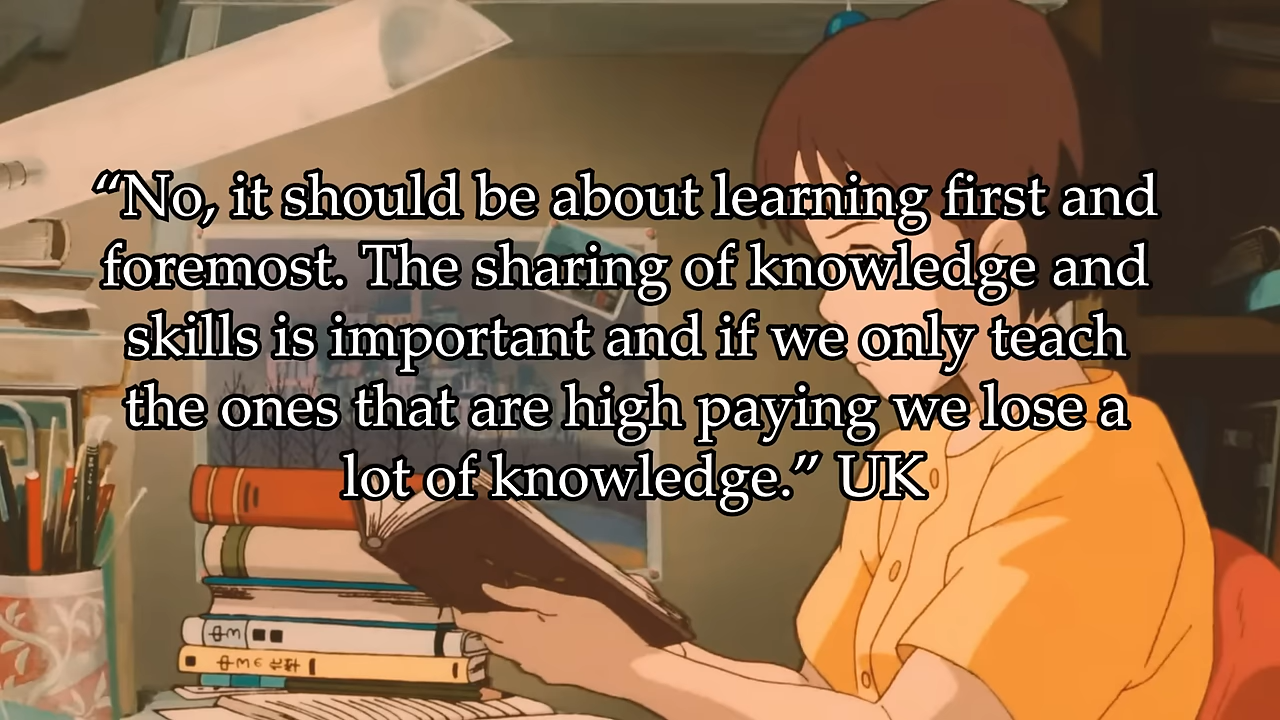 “No, it should be about learning first and
foremost. The sharing of knowledge and
skills is important and if we only teach
the ones that are high paying we lose a
lot of knowledge.” UK